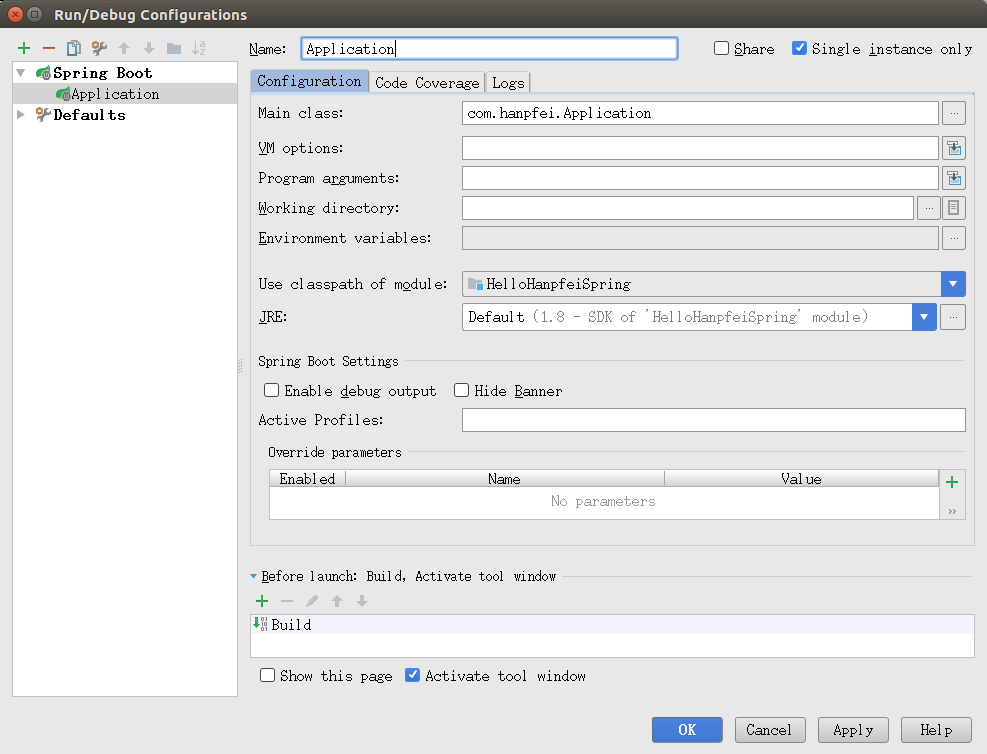 Run/Debug Configurations
Name: Application
Share
Single instance only
Spring Boot
Application
Defaults
Configuration
Code Coverage
Logs
Main class: com.hanpfei.Application
VM options:
Program arguments:
Working directory:
Environment variables:
Use classpath of module: HelloHanpfeiSpring
JRE: Default (1.8 - SDK of 'HelloHanpfeiSpring' module)
Spring Boot Settings
Enable debug output
Hide Banner
Active Profiles:
Override parameters
Enabled Name Value
No parameters
Before launch: Build, Activate tool window
Build
Show this page
Activate tool window
OK
Cancel
Apply
Help